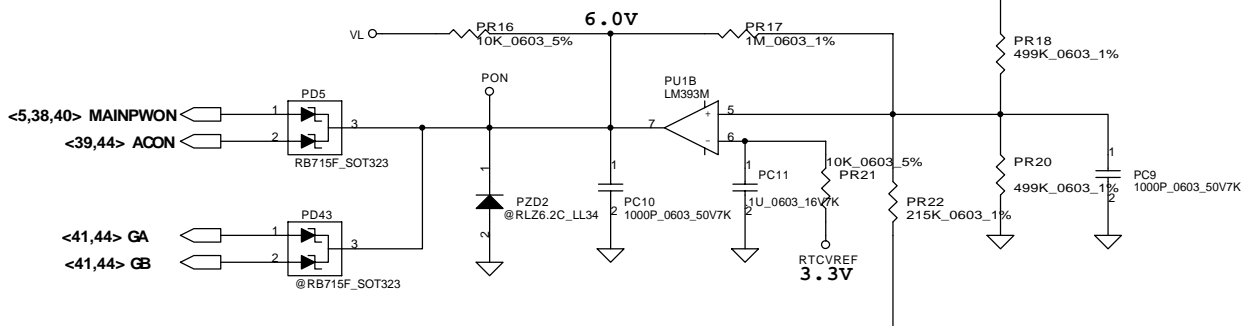 6.0V
VL
PR16
10K_0603_5%
PR17
1M_0603_1%
PR18
499K_0603_1%
PON
PU1B
LM393M
PD5
<5,38,40> MAINPWON
1
<39,44> ACON
2
3
RB715F_SOT323
7
+
5
-
6
1
PZD2
@RLZ6.2C_LL34
2
1
PC10
1000P_0603_50V7K
2
1
PC11
.1U_0603_16V7K
2
10K_0603_5%
PR21
RTCVREF
3.3V
PR22
215K_0603_1%
PR20
499K_0603_1%
1
PC9
1000P_0603_50V7K
2
PD43
<41,44> GA
1
<41,44> GB
2
3
@RB715F_SOT323